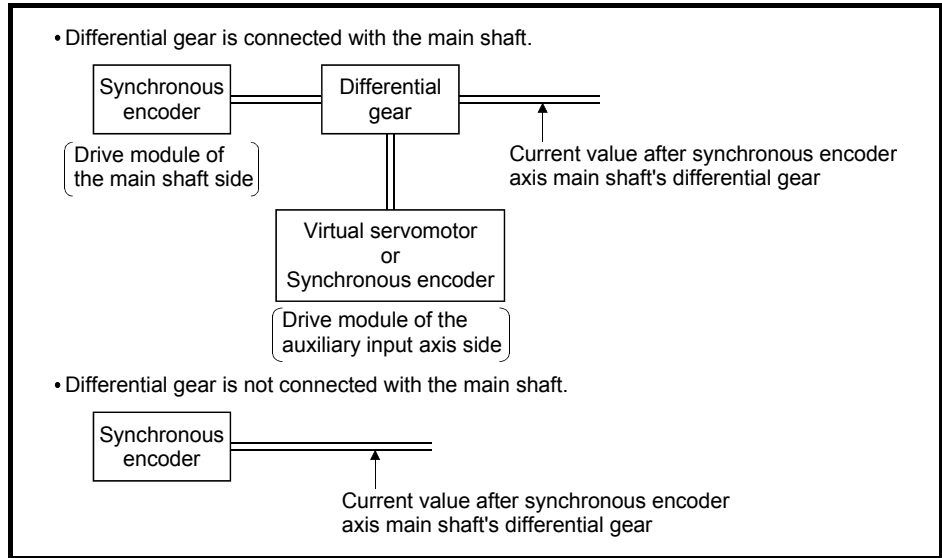 • Differential gear is connected with the main shaft.
Synchronous
encoder
Differential
gear
Drive module of
the main shaft side
Current value after synchronous encoder
axis main shaft's differential gear
Virtual servomotor
or
Synchronous encoder
Drive module of the
auxiliary input axis side
• Differential gear is not connected with the main shaft.
Synchronous
encoder
Current value after synchronous encoder
axis main shaft's differential gear